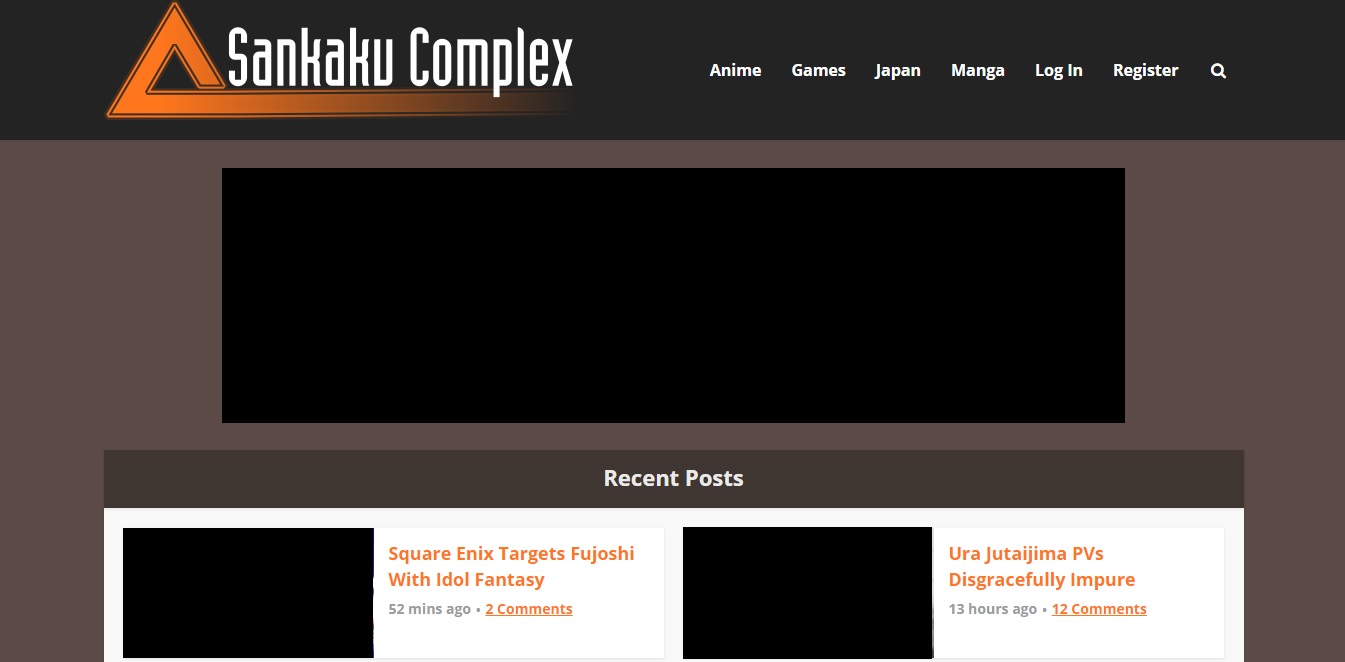 Sankaku Complex
Anime Games Japan Manga Log In Register
Recent Posts
Square Enix Targets Fujoshi
With Idol Fantasy
52 mins ago • 2 Comments
Ura Jutaijima PVs
Disgracefully Impure
13 hours ago • 12 Comments